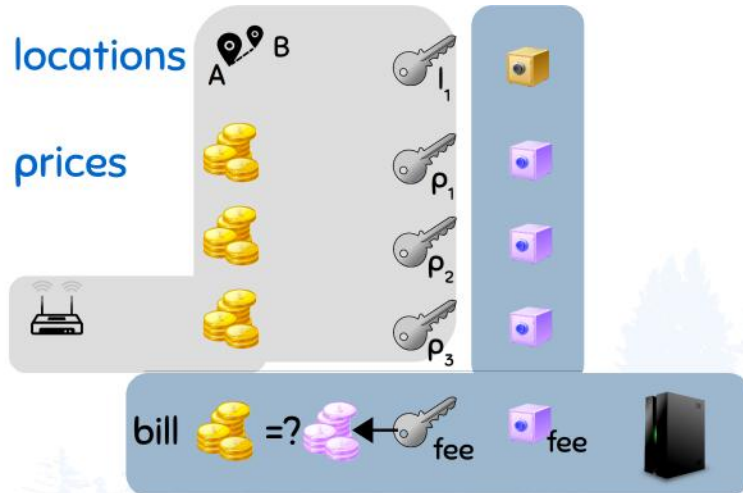 locations A B l₁
prices ρ₁
ρ₂
ρ₃
bill =? fee fee